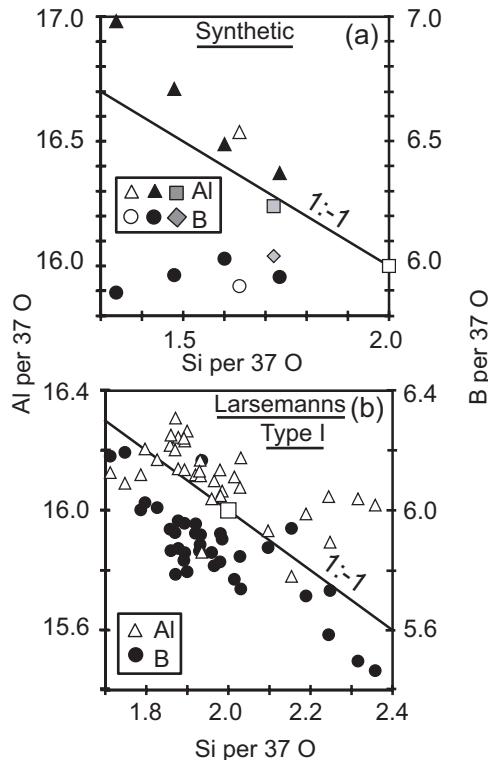 17.0
(a)
7.0
Synthetic
16.5
6.5
Al
B
1:-1
16.0
6.0
1.5
2.0
Si per 37 O
Al per 37 O
B per 37 O
16.4
6.4
Larsemanns
(b)
Type I
16.0
6.0
1:-1
15.6
5.6
Al
B
1.8
2.0
2.2
2.4
Si per 37 O